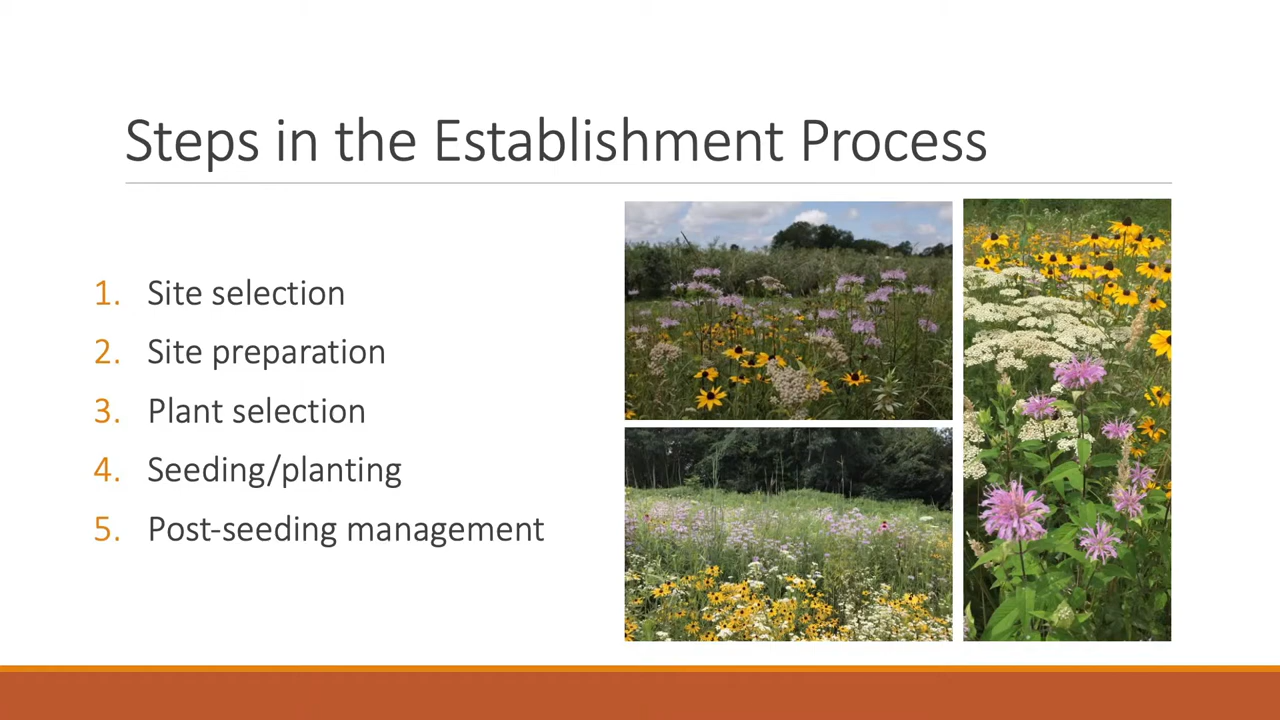 Steps in the Establishment Process
1. Site selection
2. Site preparation
3. Plant selection
4. Seeding/planting
5. Post-seeding management